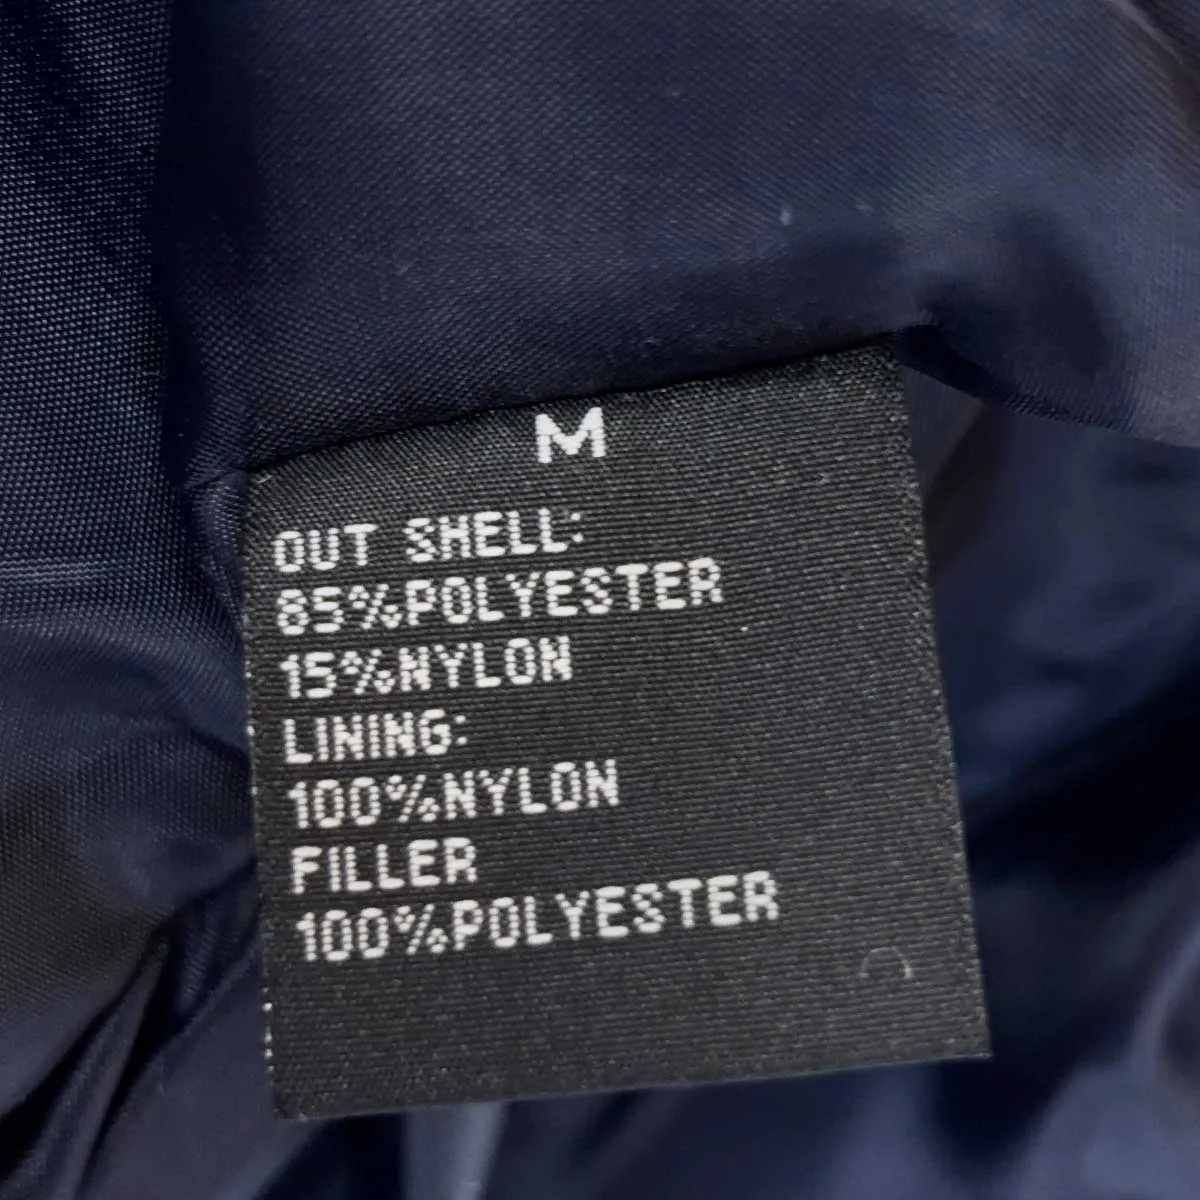 M
OUT SHELL:
85%POLYESTER
15%NYLON
LINING:
100%NYLON
FILLER
100%POLYESTER